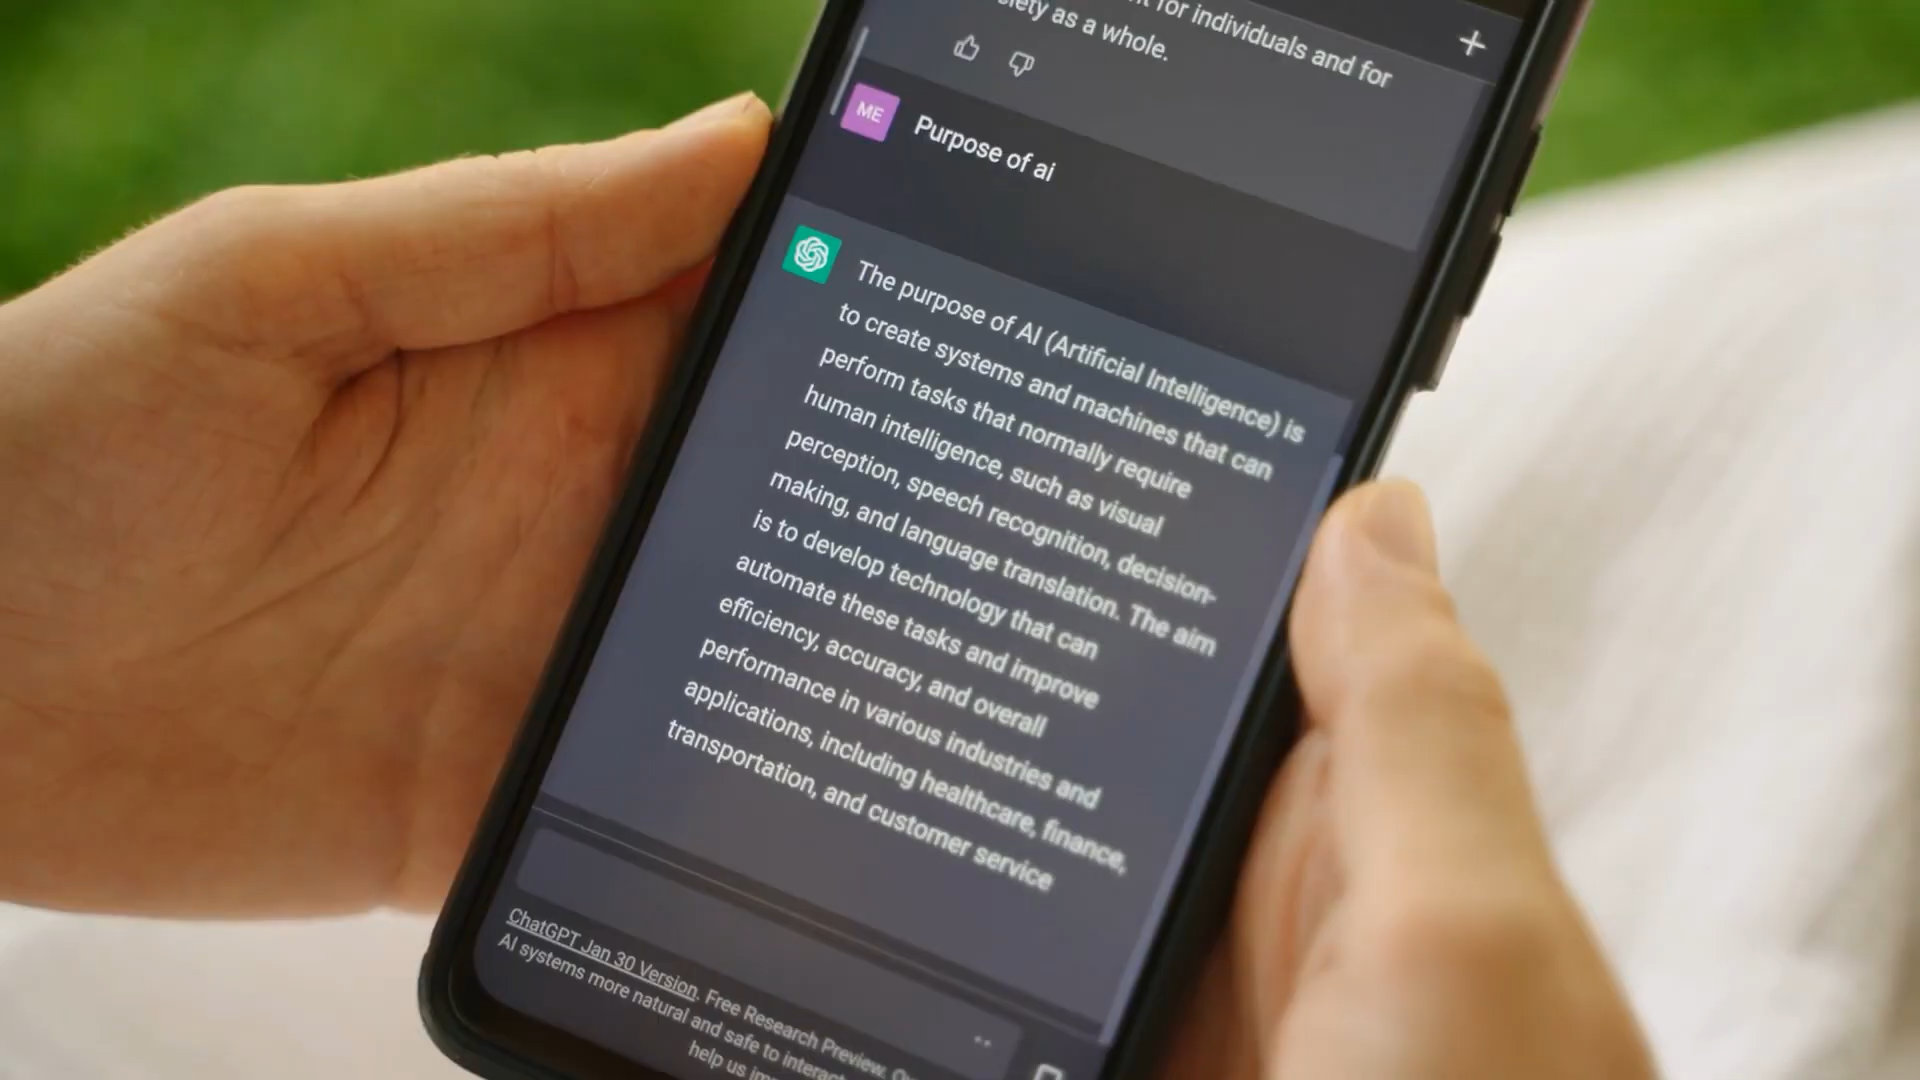 for individuals and for
as a whole.
ME
Purpose of ai
The purpose of AI (Artificial Intelligence) is
to create systems and machines that can
perform tasks that normally require
human intelligence, such as visual
perception, speech recognition, decision-
making, and language translation. The aim
is to develop technology that can
automate these tasks and improve
efficiency, accuracy, and overall
performance in various industries and
applications, including healthcare, finance,
transportation, and customer service
ChatGPT Jan 30 Version. Free Research Preview.
AI systems more natural and safe to
help us